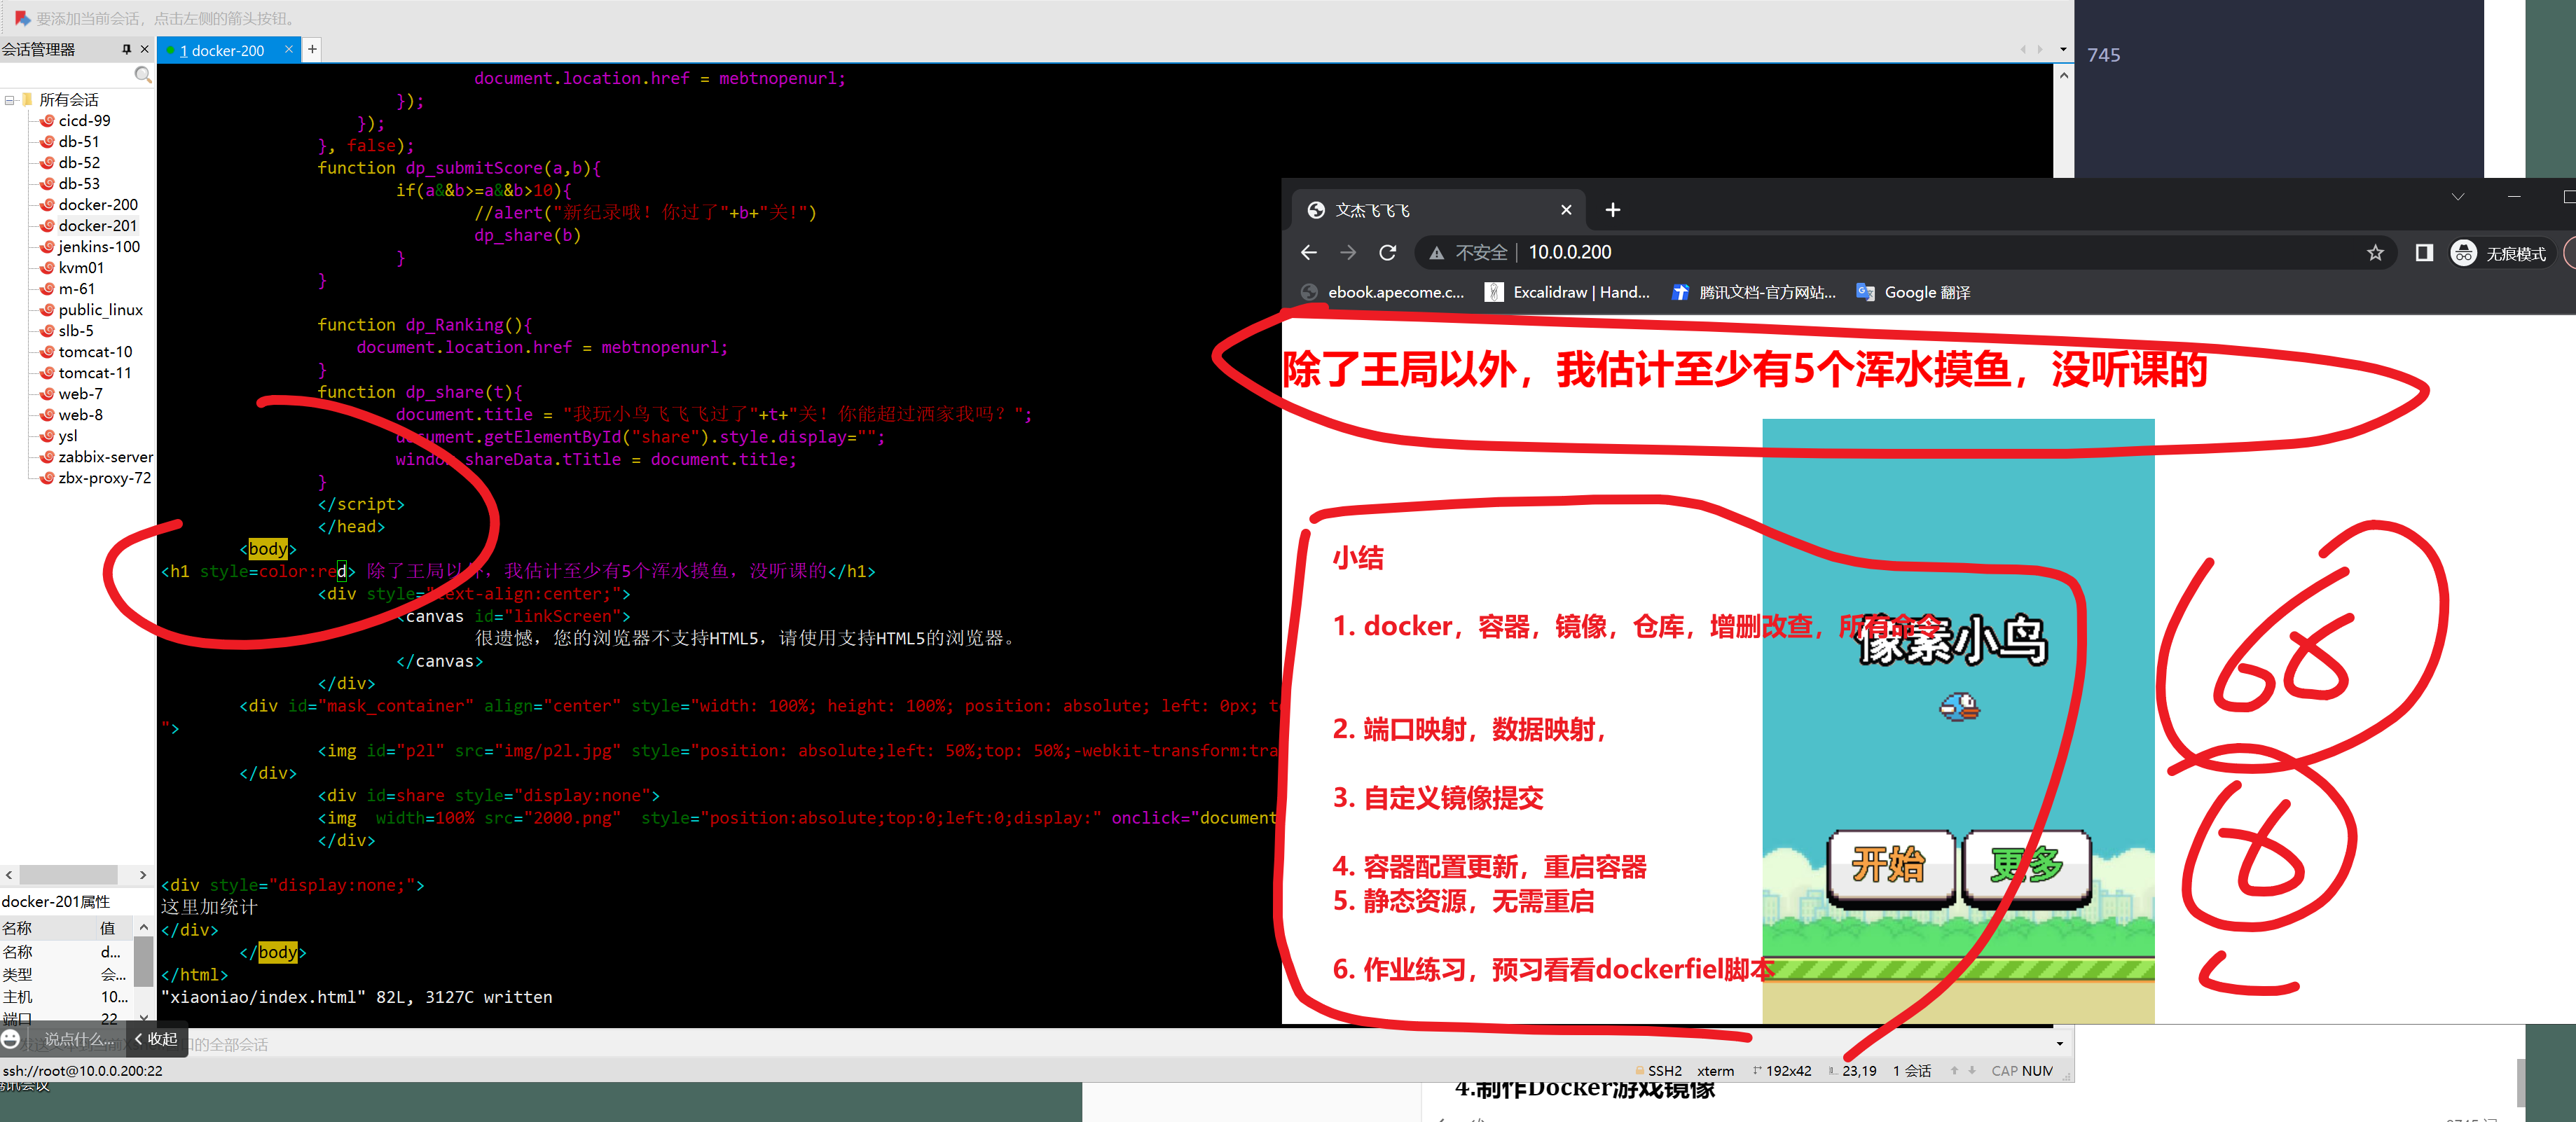 要添加当前会话，点击左侧的箭头按钮。
会话管理器
1 docker-200
所有会话
cicd-99
db-51
db-52
db-53
docker-200
docker-201
jenkins-100
kvm01
m-61
public_linux
slb-5
tomcat-10
tomcat-11
web-7
web-8
ysl
zabbix-server
zbx-proxy-72
docker-201属性
名称 值
名称 d...
类型 会...
主机 10...
端口 22
说点什么... 收起
的全部会话
ssh://root@10.0.0.200:22
document.location.href = mebtnopenurl;
});
});
}, false);
function dp_submitScore(a,b){
if(a&&b>=a&&b>10){
//alert("新纪录哦！你过了"+b+"关!")
dp_share(b)
}
}
function dp_Ranking(){
document.location.href = mebtnopenurl;
}
function dp_share(t){
document.title = "我玩小鸟飞飞飞过了"+t+"关！你能超过洒家我吗？";
document.getElementById("share").style.display="";
window.shareData.tTitle = document.title;
}
</script>
</head>
<body>
<h1 style=color:red> 除了王局以外，我估计至少有5个浑水摸鱼，没听课的</h1>
<div style="text-align:center;">
<canvas id="linkScreen">
很遗憾，您的浏览器不支持HTML5，请使用支持HTML5的浏览器。
</canvas>
</div>
<div id="mask_container" align="center" style="width: 100%; height: 100%; position: absolute; left: 0px; t
">
<img id="p2l" src="img/p2l.jpg" style="position: absolute;left: 50%;top: 50%;-webkit-transform:tra
</div>
<div id=share style="display:none">
<img  width=100% src="2000.png"  style="position:absolute;top:0;left:0;display:" onclick="document
</div>
<div style="display:none;">
这里加统计
</div>
</body>
</html>
"xiaoniao/index.html" 82L, 3127C written
SSH2 xterm 192x42 23,19 1 会话 CAP NUM
745
文杰飞飞飞
不安全 10.0.0.200
无痕模式
ebook.apecome.c... Excalidraw | Hand... 腾讯文档-官方网站... Google 翻译
除了王局以外，我估计至少有5个浑水摸鱼，没听课的
小结
1. docker，容器，镜像，仓库，增删改查，所有命令
2. 端口映射，数据映射，
3. 自定义镜像提交
4. 容器配置更新，重启容器
5. 静态资源，无需重启
6. 作业练习，预习看看dockerfiel脚本
像素小鸟
开始 更多
4.制作Docker游戏镜像